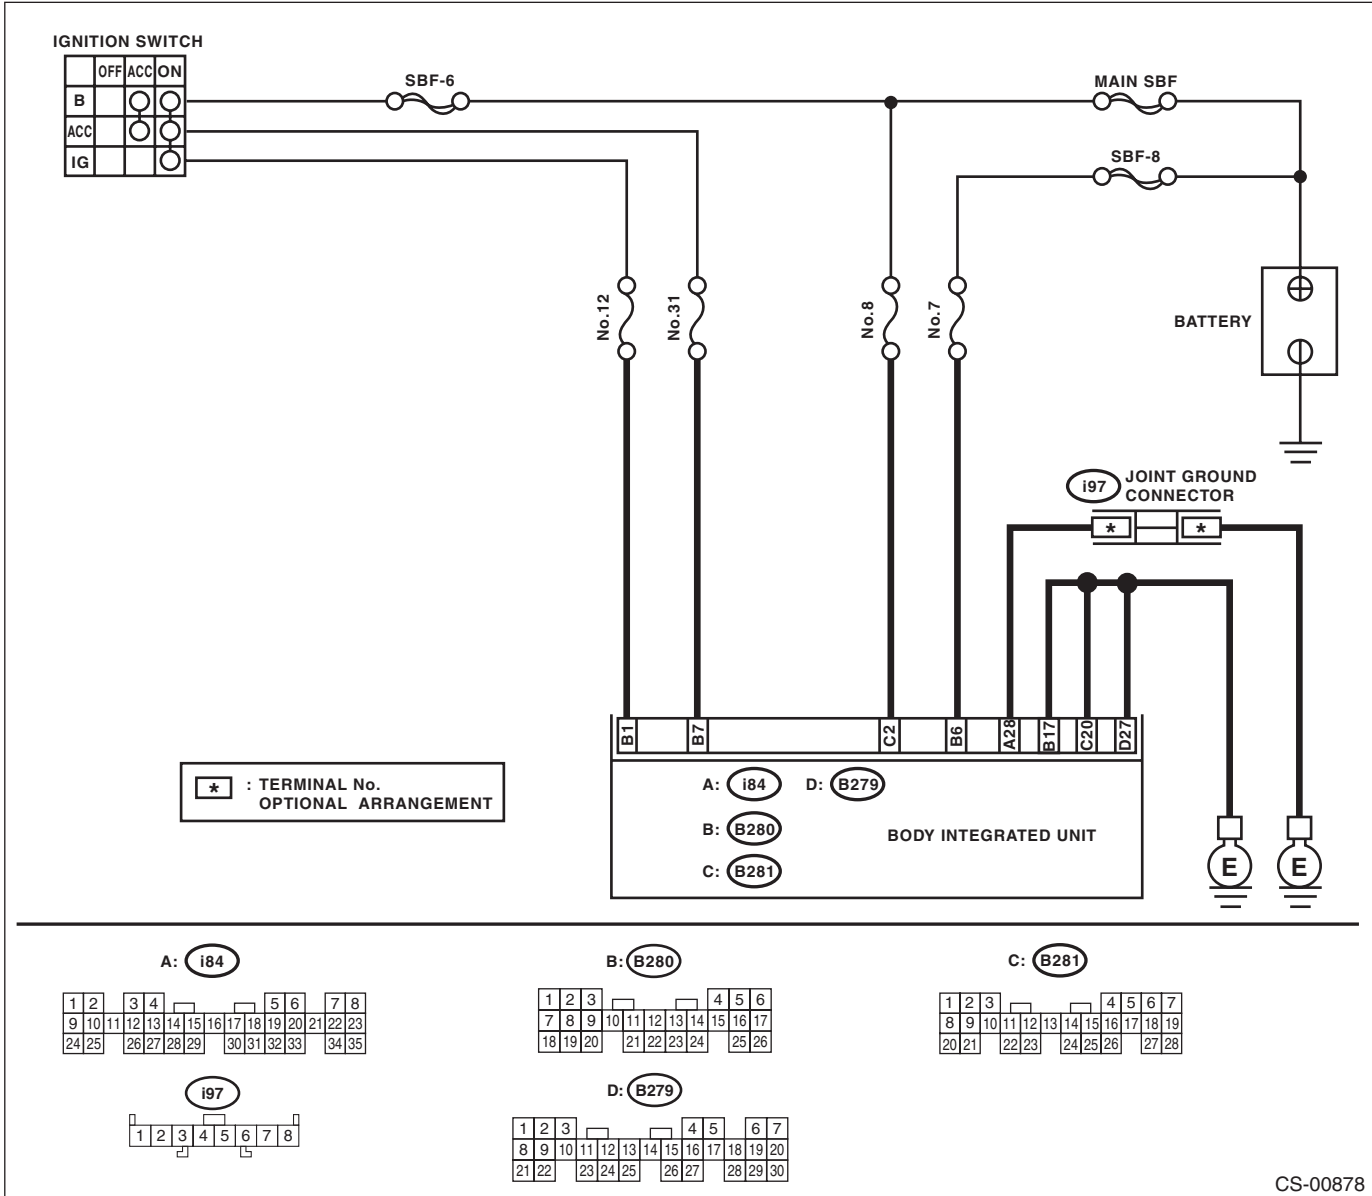 IGNITION SWITCH
OFF ACC ON
B
ACC
IG
SBF-6
MAIN SBF
SBF-8
No.12
No.31
No.8
No.7
BATTERY
i97 JOINT GROUND
CONNECTOR
* *
B1 B7 C2 B6 A28 B17 C20 D27
* : TERMINAL No.
OPTIONAL ARRANGEMENT
A: i84 D: B279
B: B280
C: B281
BODY INTEGRATED UNIT
E E
A: i84
1 2 3 4 5 6 7 8
9 10 11 12 13 14 15 16 17 18 19 20 21 22 23
24 25 26 27 28 29 30 31 32 33 34 35
B: B280
1 2 3 4 5 6
7 8 9 10 11 12 13 14 15 16 17
18 19 20 21 22 23 24 25 26
C: B281
1 2 3 4 5 6 7
8 9 10 11 12 13 14 15 16 17 18 19
20 21 22 23 24 25 26 27 28
i97
1 2 3 4 5 6 7 8
D: B279
1 2 3 4 5 6 7
8 9 10 11 12 13 14 15 16 17 18 19 20
21 22 23 24 25 26 27 28 29 30
CS-00878